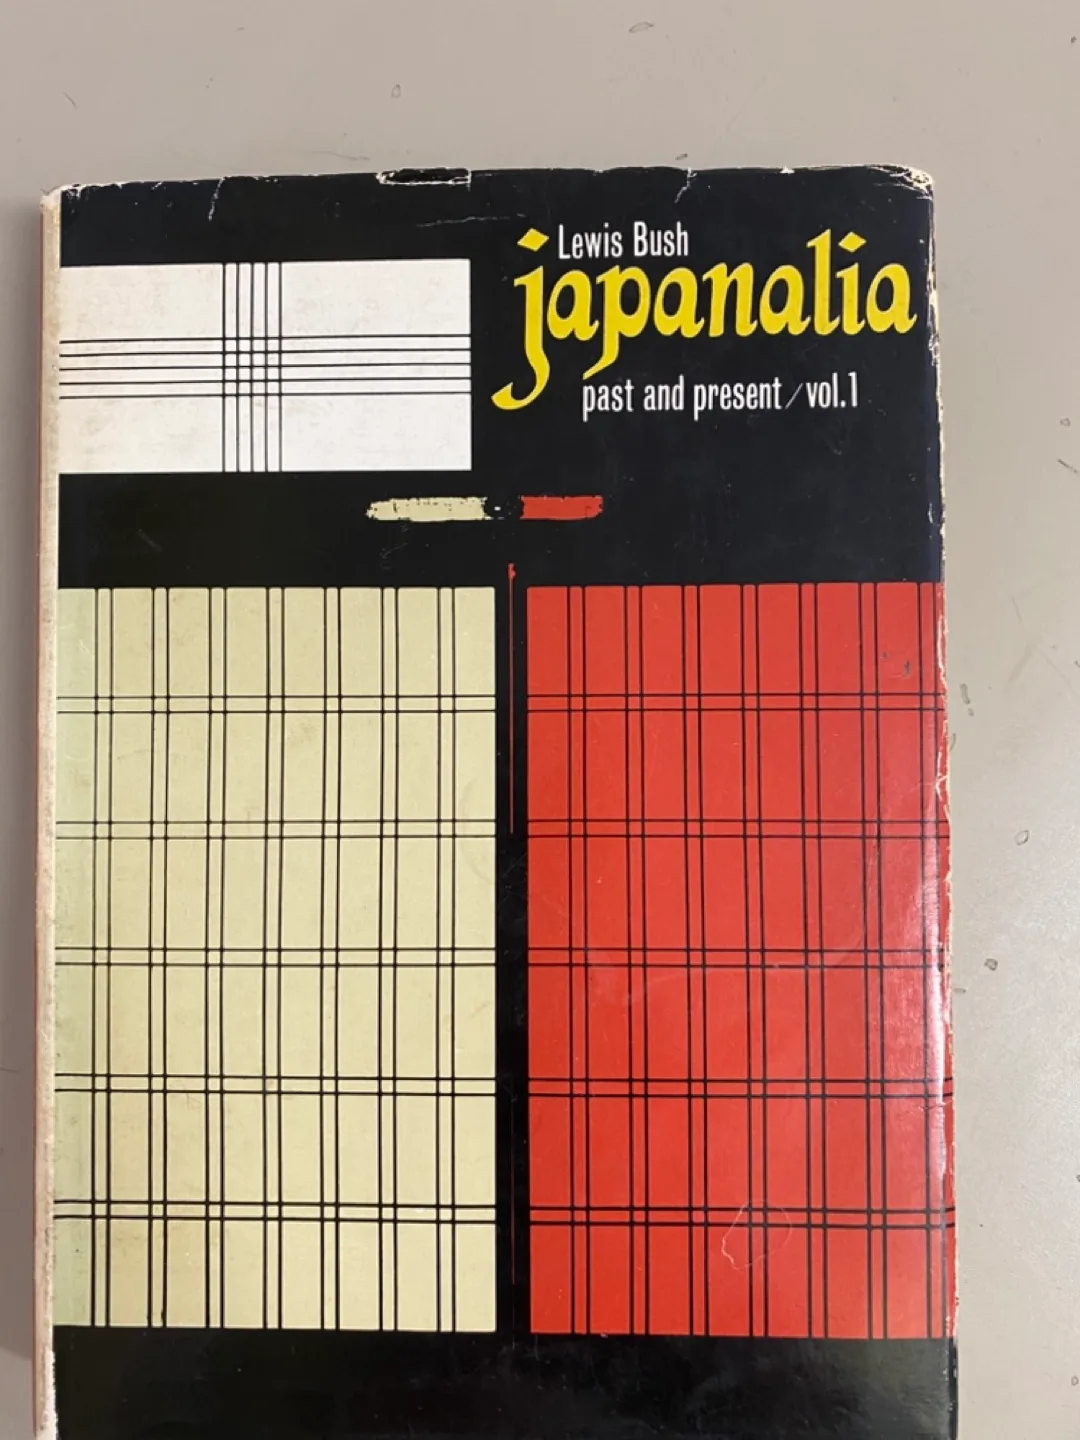 Lewis Bush
japanalia
past and present/vol.1